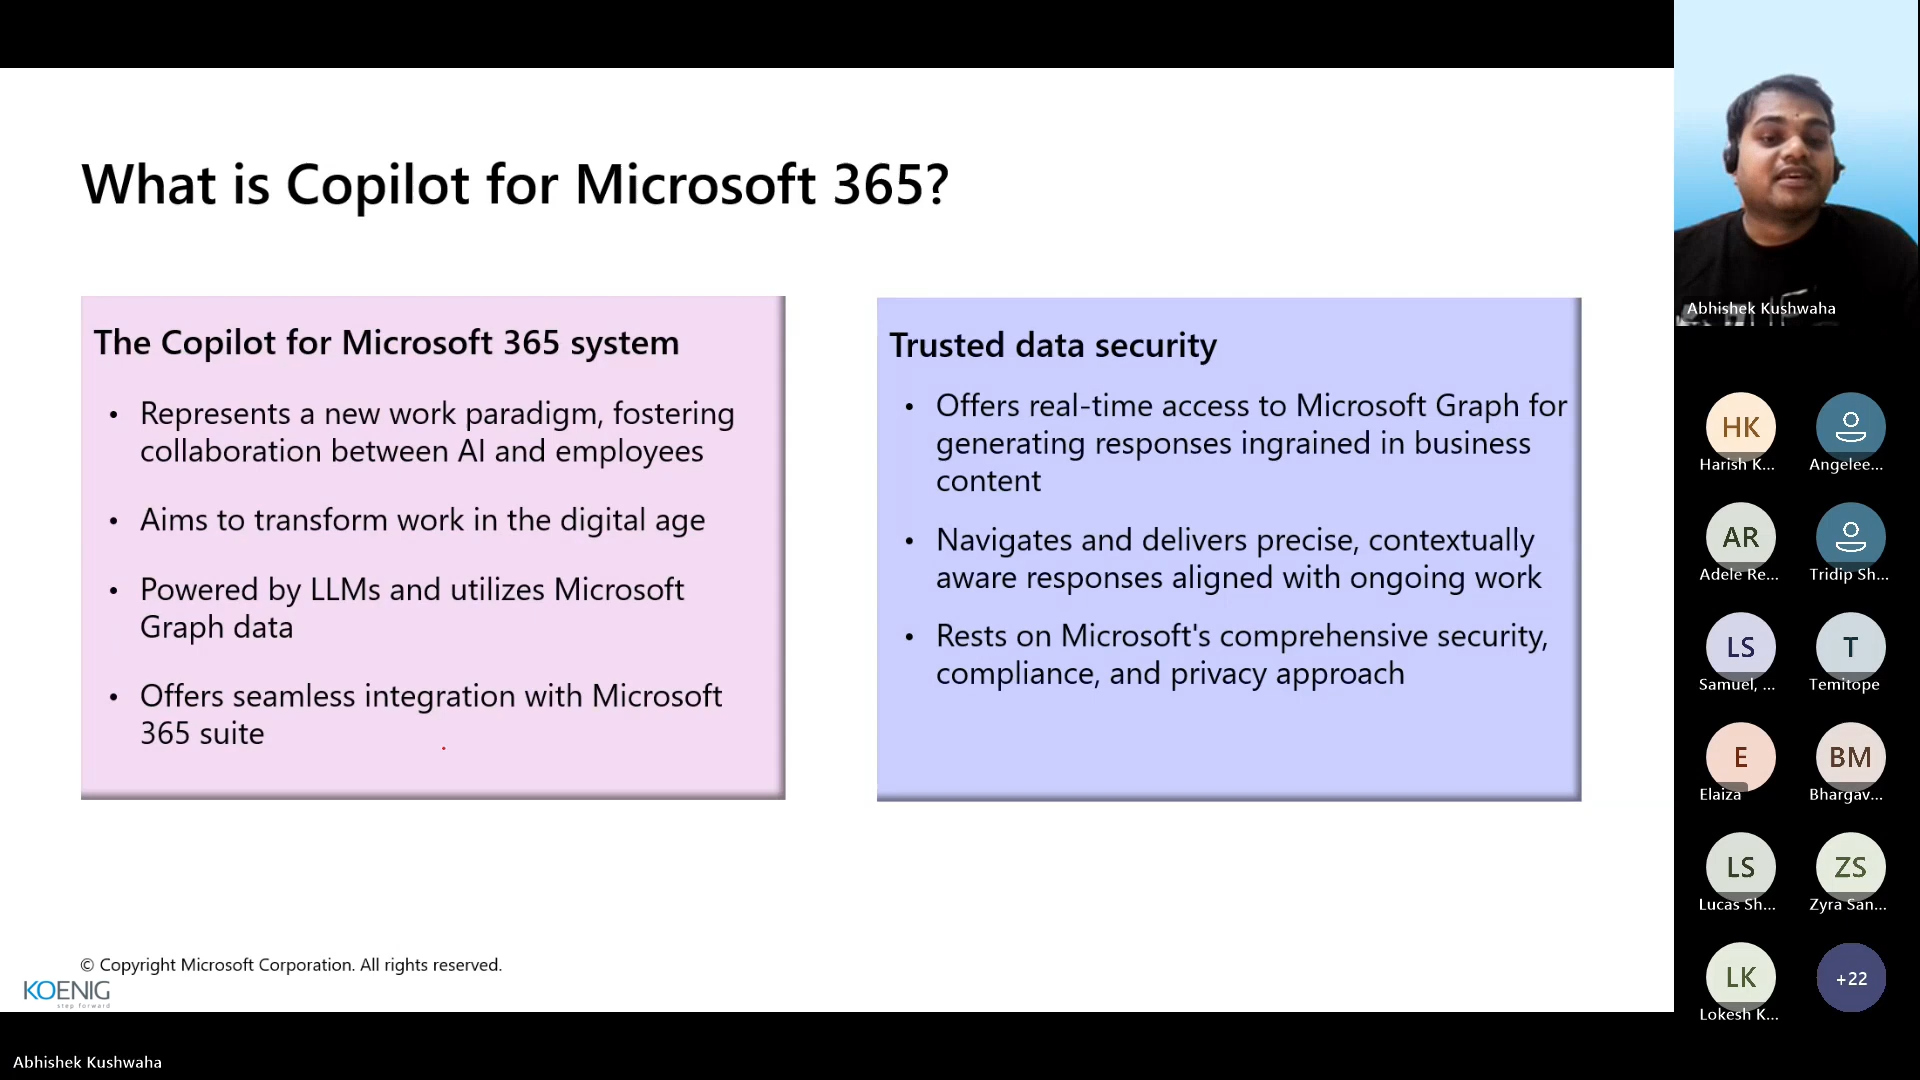 What is Copilot for Microsoft 365?
The Copilot for Microsoft 365 system
• Represents a new work paradigm, fostering
collaboration between AI and employees
• Aims to transform work in the digital age
• Powered by LLMs and utilizes Microsoft
Graph data
• Offers seamless integration with Microsoft
365 suite
Trusted data security
• Offers real-time access to Microsoft Graph for
generating responses ingrained in business
content
• Navigates and delivers precise, contextually
aware responses aligned with ongoing work
• Rests on Microsoft's comprehensive security,
compliance, and privacy approach
© Copyright Microsoft Corporation. All rights reserved.
KOENIG
step forward
Abhishek Kushwaha
Abhishek Kushwaha
HK
Harish K...
Angelee...
AR
Adele Re...
Tridip Sh...
LS
Samuel, ...
T
Temitope
E
Elaiza
BM
Bhargav...
LS
Lucas Sh...
ZS
Zyra San...
LK
Lokesh K...
+22